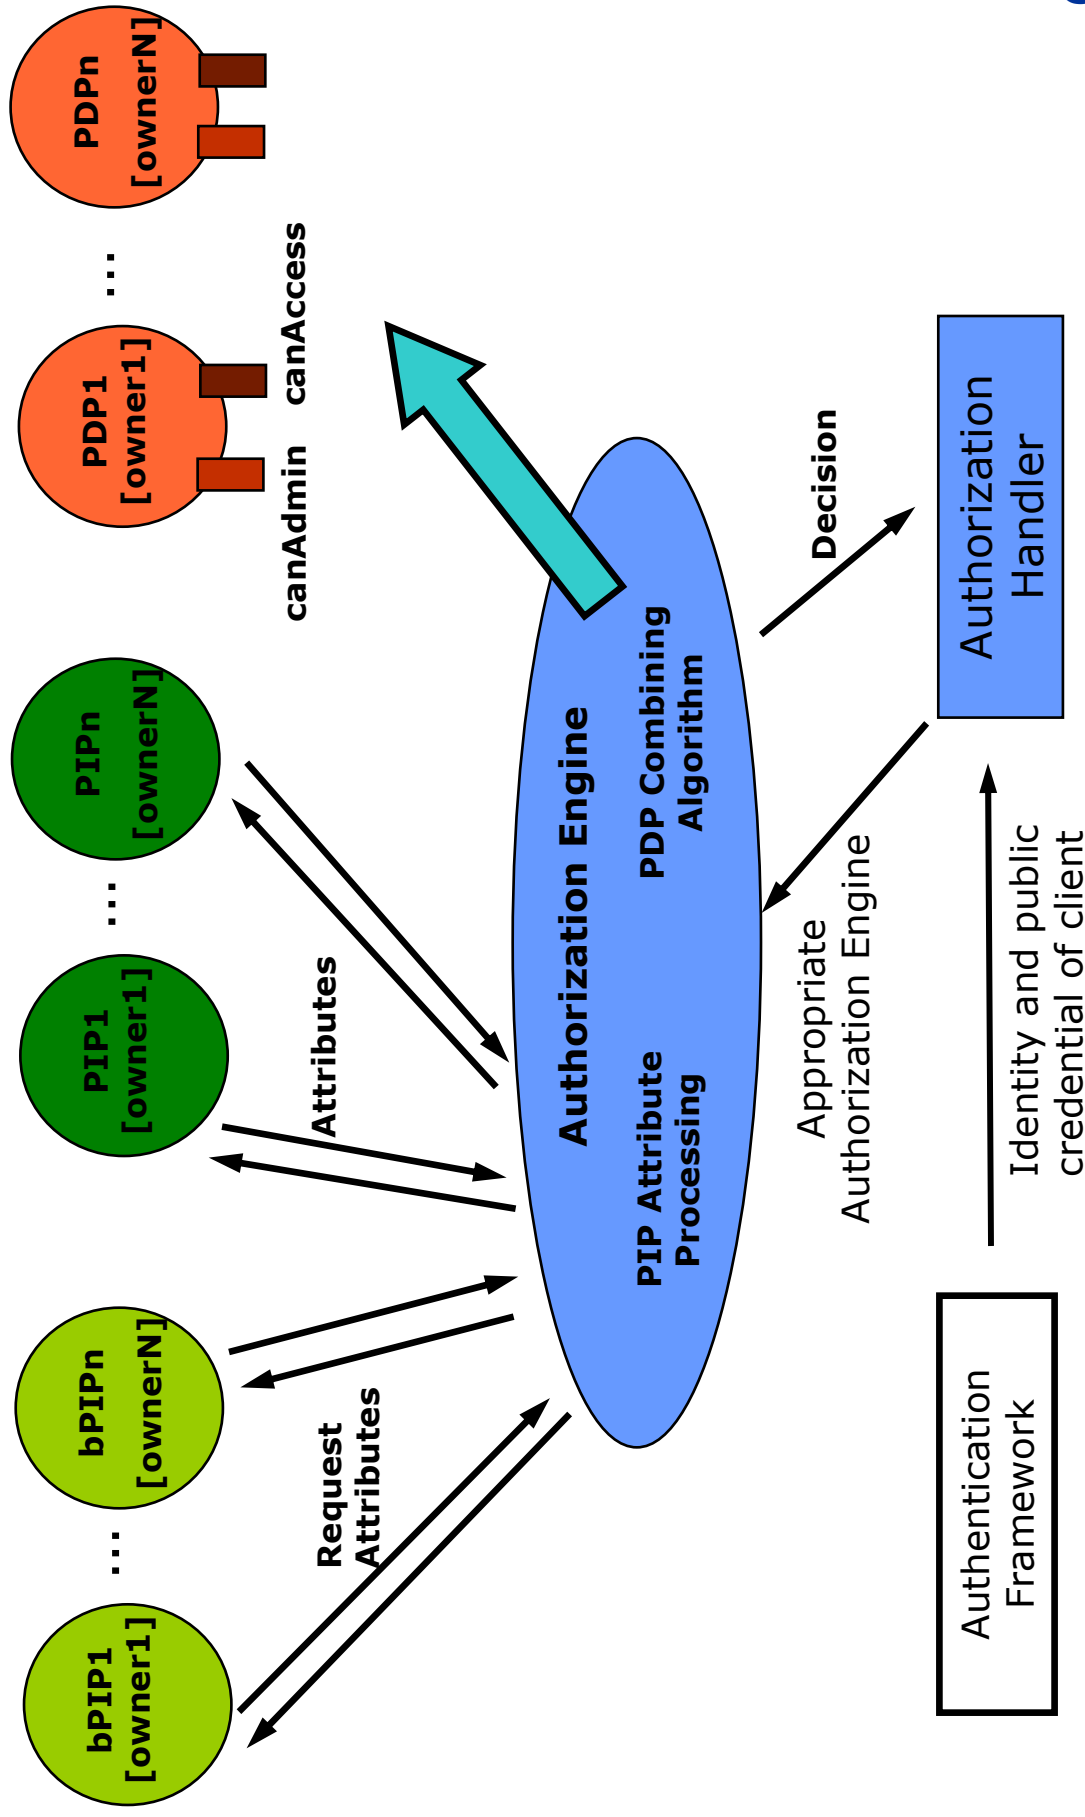 bPIP1
[owner1]
...
bPIPn
[ownerN]
PIP1
[owner1]
...
PIPn
[ownerN]
PDP1
[owner1]
...
PDPn
[ownerN]
Request
Attributes
Attributes
canAdmin
canAccess
Authorization Engine
PIP Attribute
Processing
PDP Combining
Algorithm
Appropriate
Authorization Engine
Decision
Authentication
Framework
Identity and public
credential of client
Authorization
Handler